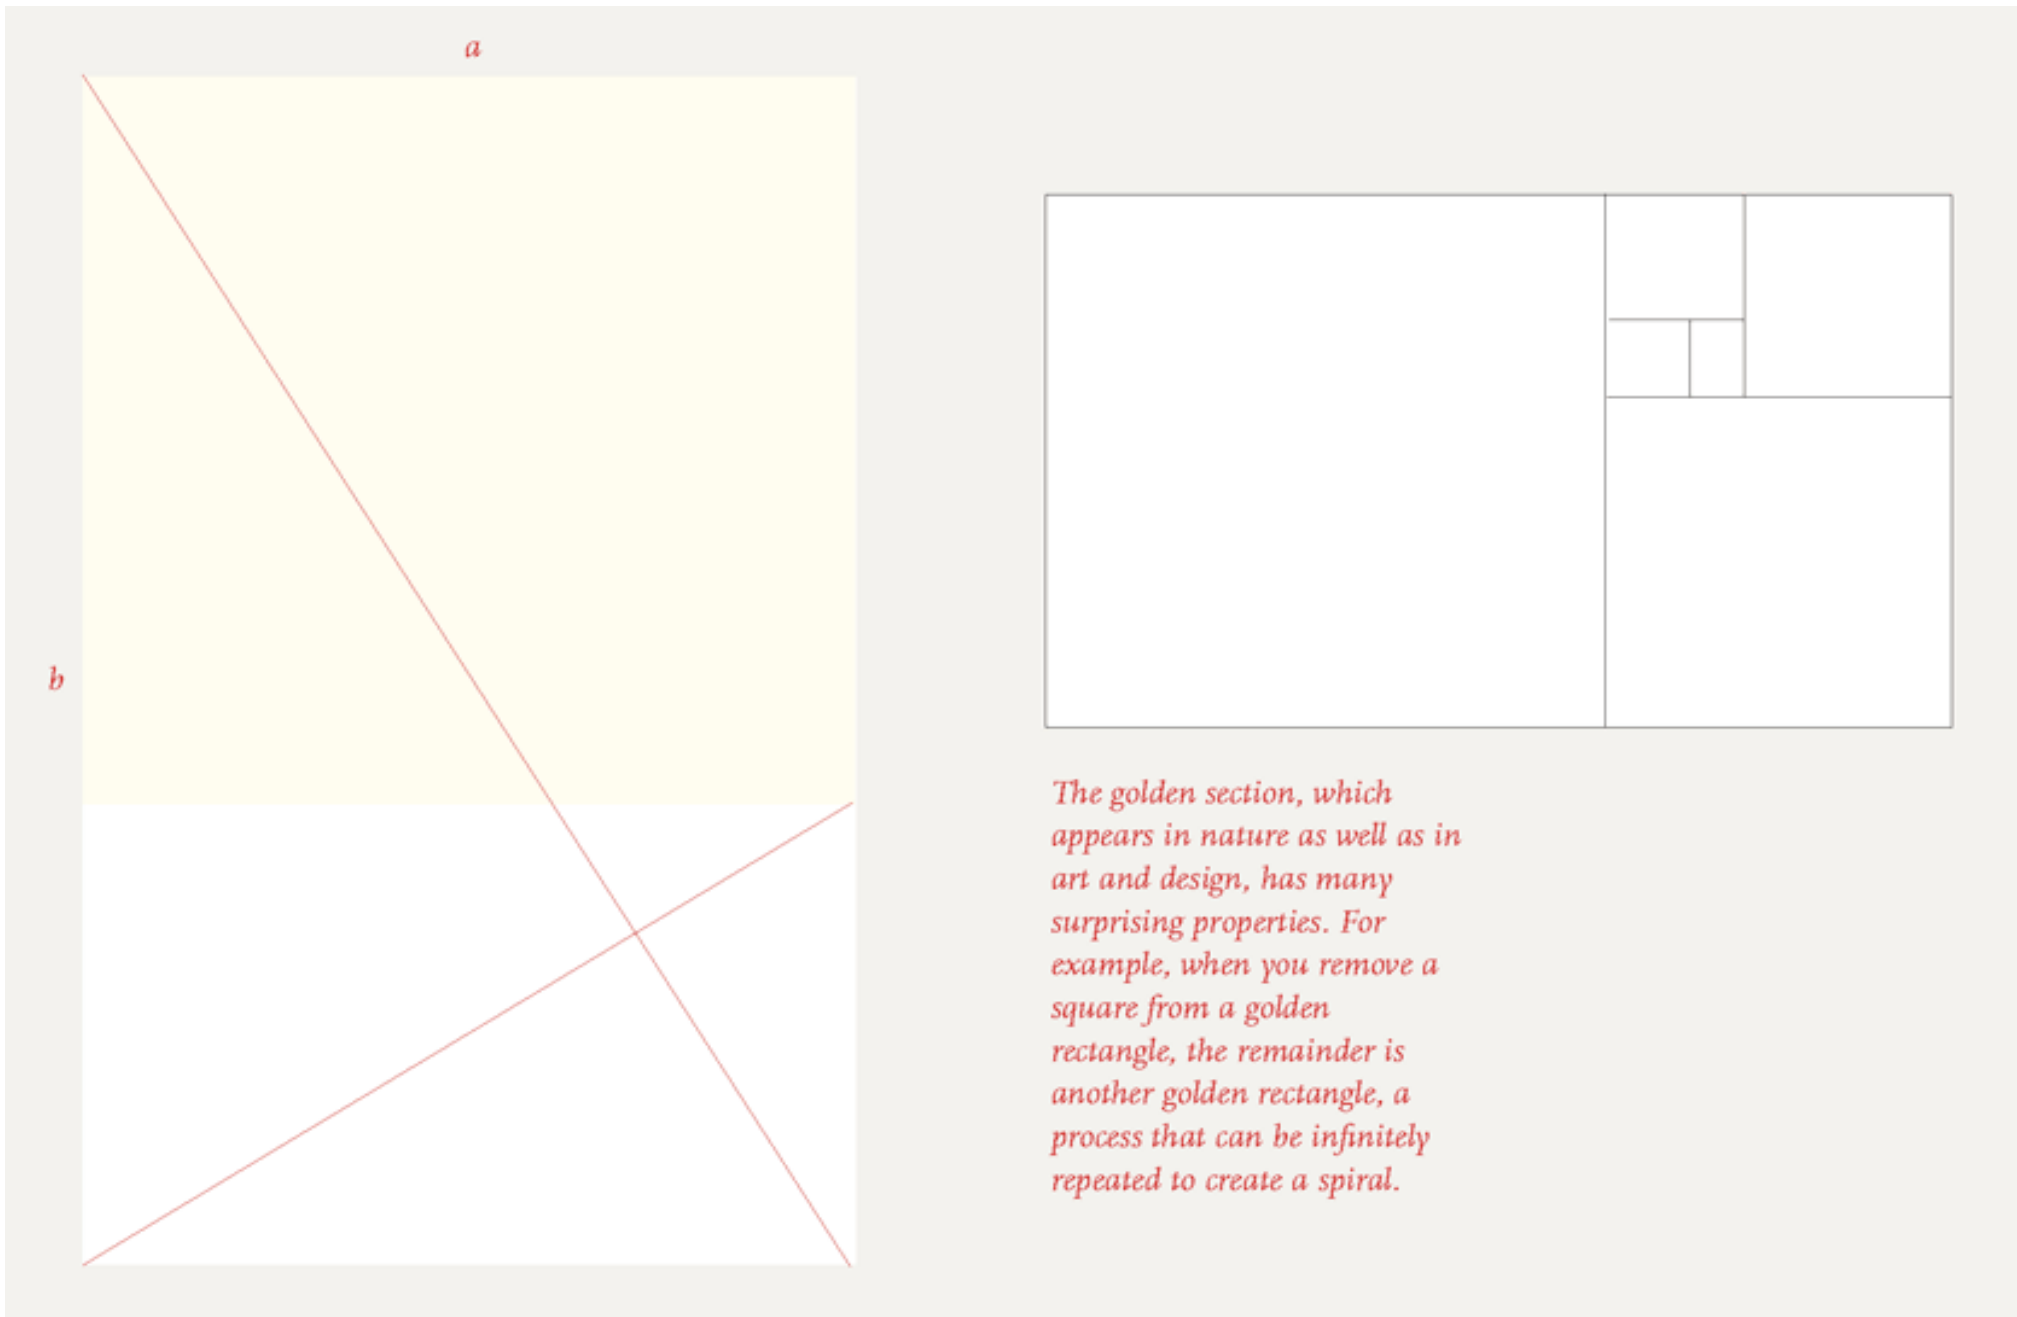 a
b
The golden section, which
appears in nature as well as in
art and design, has many
surprising properties. For
example, when you remove a
square from a golden
rectangle, the remainder is
another golden rectangle, a
process that can be infinitely
repeated to create a spiral.